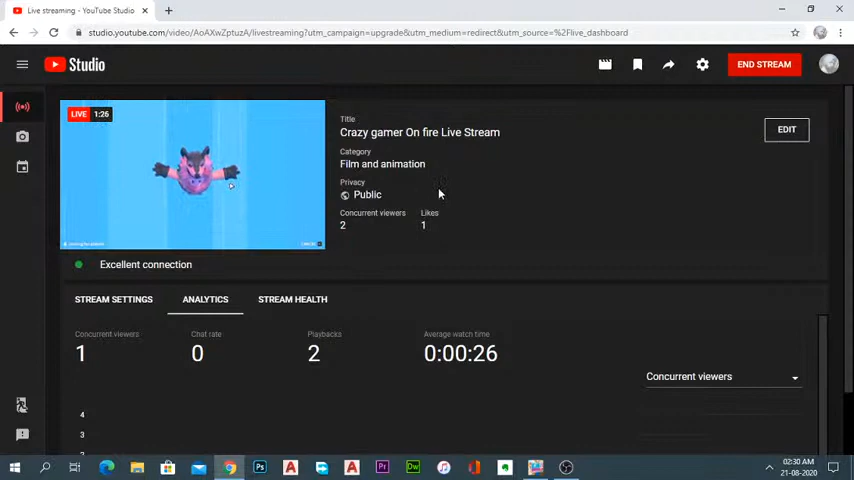 Live streaming - YouTube Studio
studio.youtube.com/video/AoAXwZptuzA/livestreaming?utm_campaign=upgrade&utm_medium=redirect&utm_source=%2Flive_dashboard
Studio
END STREAM
LIVE 1:26
Title
Crazy gamer On fire Live Stream
EDIT
Category
Film and animation
Privacy
Public
Concurrent viewers Likes
2 1
Excellent connection
STREAM SETTINGS ANALYTICS STREAM HEALTH
Concurrent viewers Chat rate Playbacks Average watch time
1 0 2 0:00:26
Concurrent viewers
4
3
Ps A A Pr Dw
02:30 AM
21-08-2020